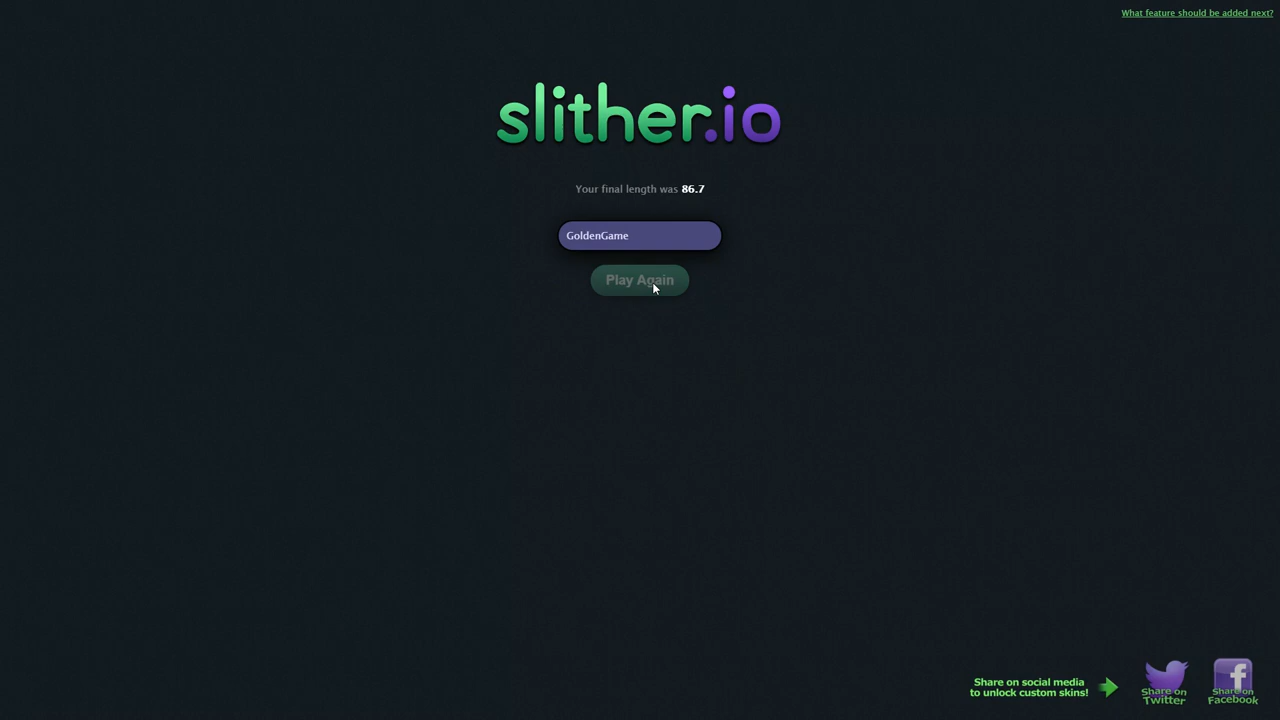 What feature should be added next?
slither.io
Your final length was 86.7
GoldenGame
Play Again
Share on social media
to unlock custom skins!
Share on
Twitter
Share on
Facebook